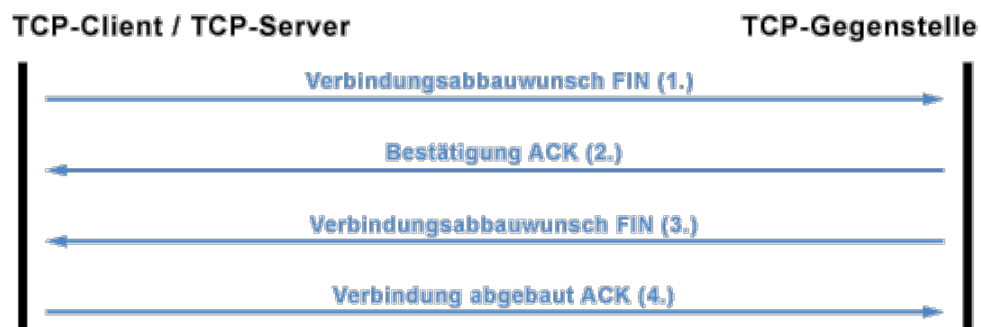 TCP-Client / TCP-Server
TCP-Gegenstelle
Verbindungsabbauwunsch FIN (1.)
Bestätigung ACK (2.)
Verbindungsabbauwunsch FIN (3.)
Verbindung abgebaut ACK (4.)